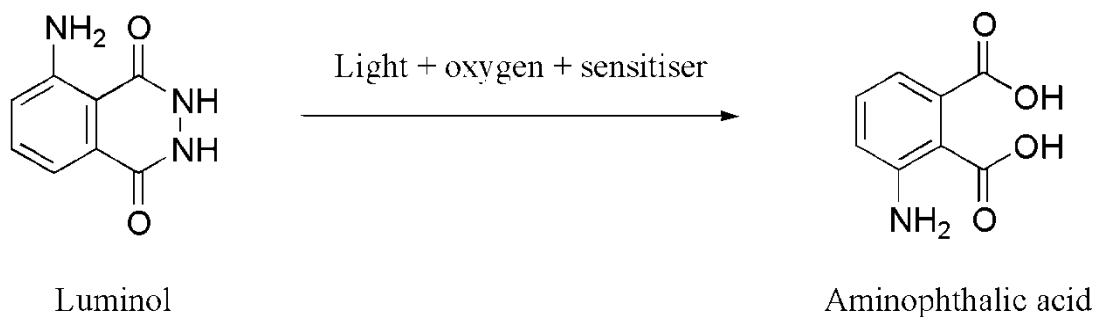 NH2
O
NH
NH
O
Light + oxygen + sensitiser
O
OH
OH
O
NH2
Luminol
Aminophthalic acid